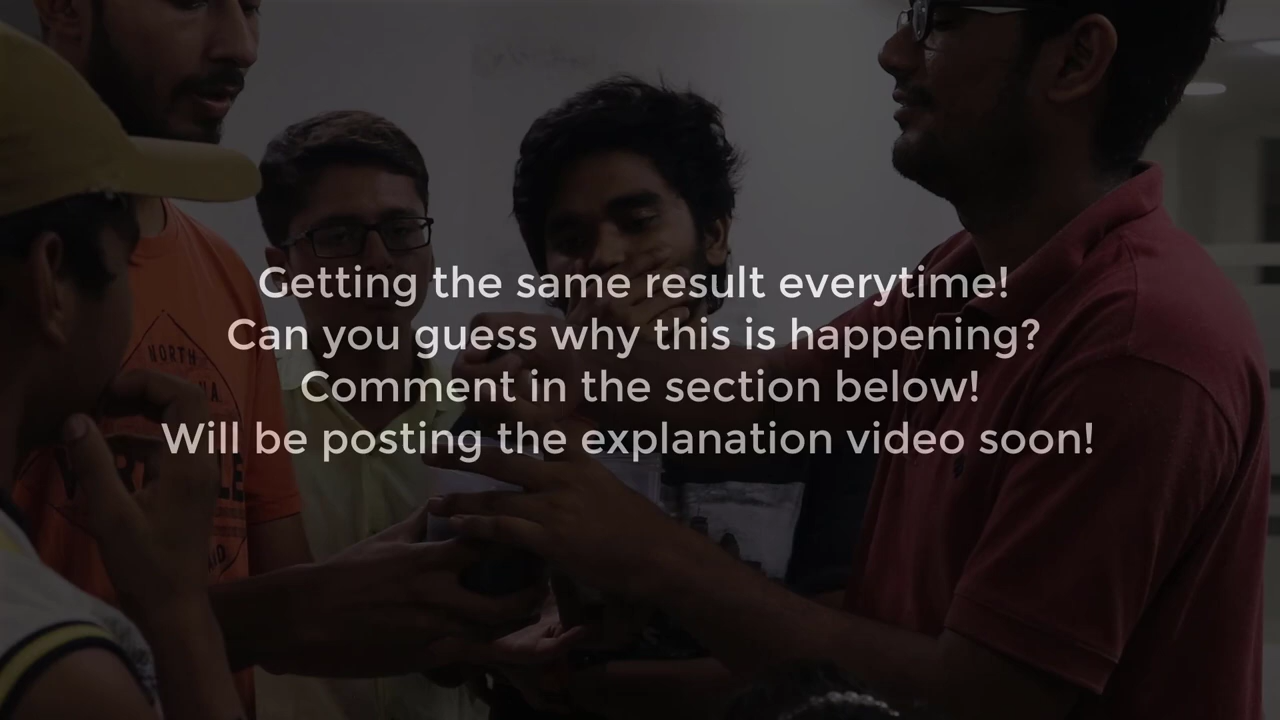 Getting the same result everytime!
Can you guess why this is happening?
Comment in the section below!
Will be posting the explanation video soon!
NORTH